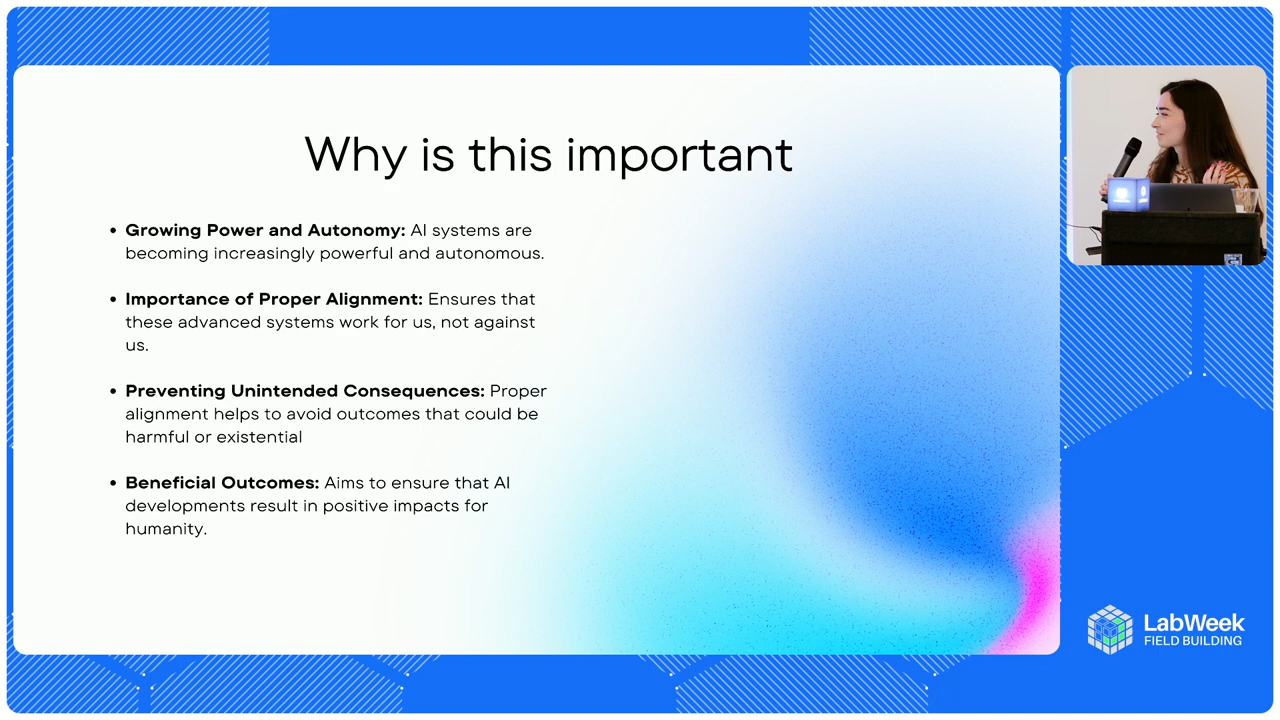 Why is this important
• Growing Power and Autonomy: AI systems are
becoming increasingly powerful and autonomous.
• Importance of Proper Alignment: Ensures that
these advanced systems work for us, not against
us.
• Preventing Unintended Consequences: Proper
alignment helps to avoid outcomes that could be
harmful or existential
• Beneficial Outcomes: Aims to ensure that AI
developments result in positive impacts for
humanity.
LabWeek
FIELD BUILDING